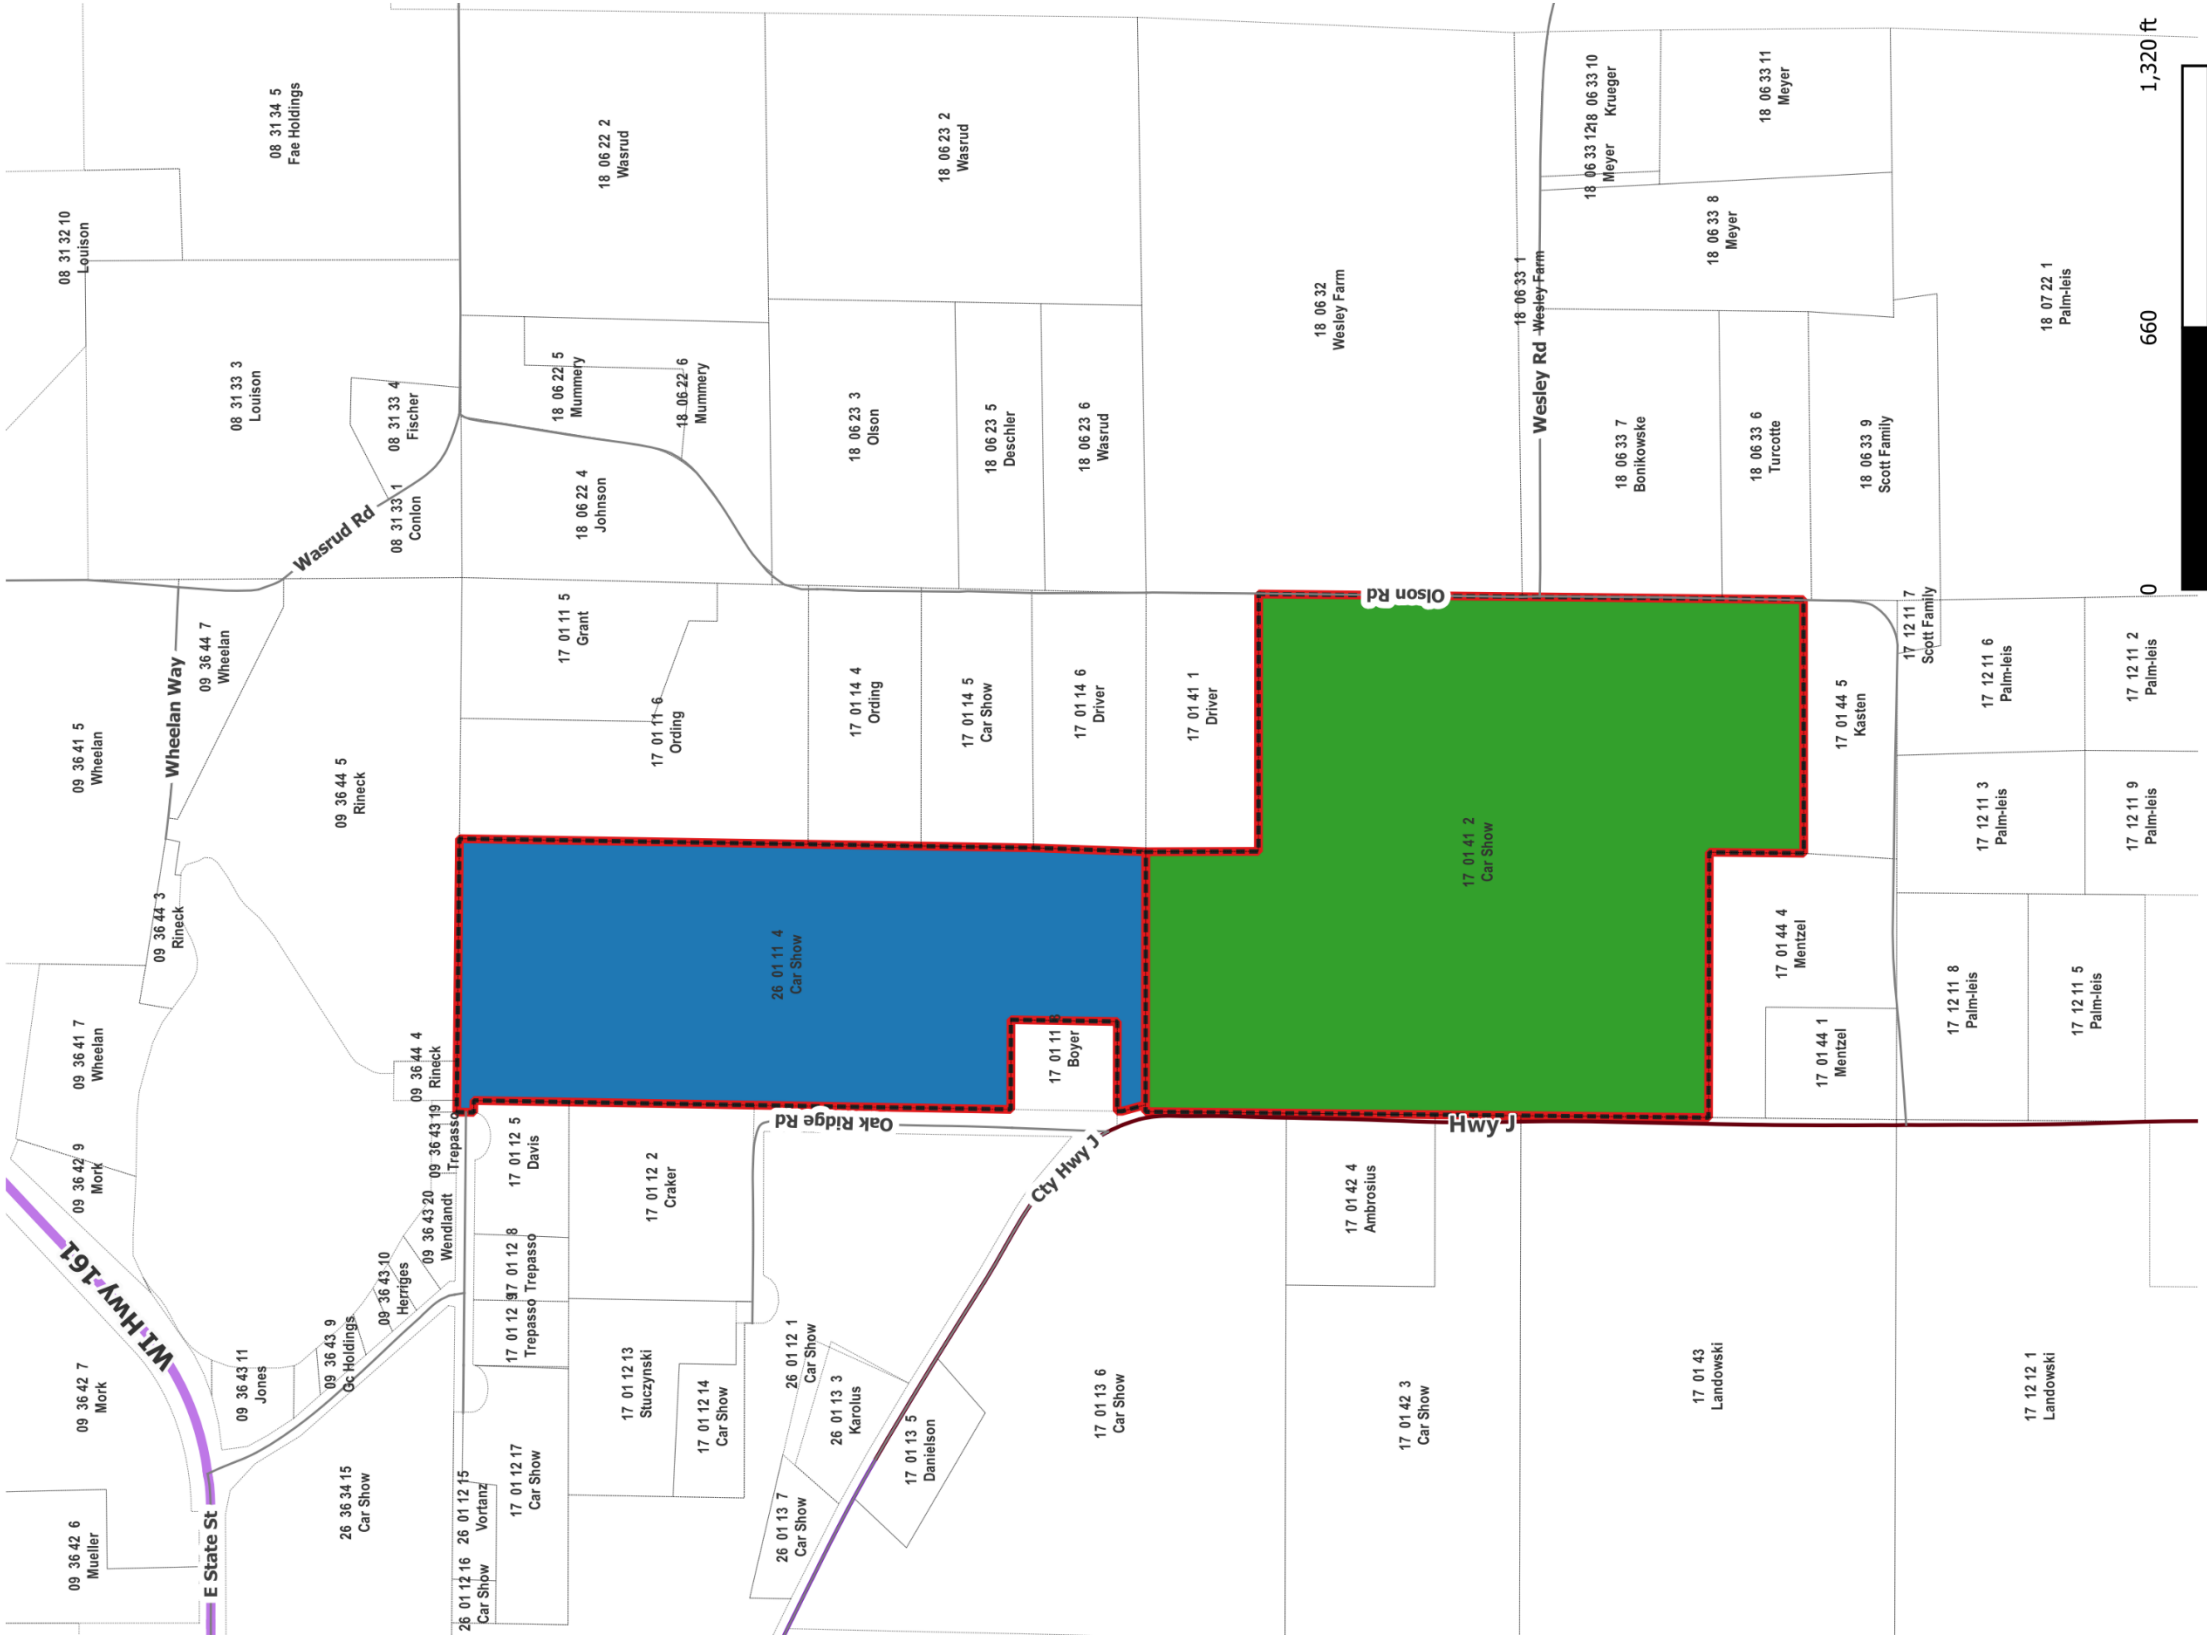 08 31 32 10
Louison
08 31 34 5
Fae Holdings
08 31 33 3
Louison
08 31 33 4
Fischer
08 31 33 1
Conlon
Wasrud Rd
18 06 22 2
Wasrud
18 06 23 2
Wasrud
18 06 22 5
Mummery
18 06 22 6
Mummery
18 06 22 4
Johnson
18 06 23 3
Olson
18 06 23 5
Deschler
18 06 23 6
Wasrud
18 06 32
Wesley Farm
18 06 33 1
Wesley Farm
Wesley Rd
18 06 33 10
Krueger
18 06 33 12
Meyer
18 06 33 11
Meyer
18 06 33 8
Meyer
18 06 33 7
Bonikowske
18 06 33 6
Turcotte
18 06 33 9
Scott Family
18 07 22 1
Palm-leis
0
660
1,320 ft
09 36 41 5
Wheelan
Wheelan Way
09 36 44 7
Wheelan
09 36 44 5
Rineck
09 36 44 3
Rineck
09 36 44 4
Rineck
17 01 11 5
Grant
17 01 11 6
Ording
17 01 14 4
Ording
17 01 14 5
Car Show
17 01 14 6
Driver
17 01 41 1
Driver
Olson Rd
17 01 41 2
Car Show
26 01 11 4
Car Show
17 01 11
Boyer
17 01 44 5
Kasten
17 01 44 4
Mentzel
17 01 44 1
Mentzel
17 12 11 7
Scott Family
17 12 11 6
Palm-leis
17 12 11 2
Palm-leis
17 12 11 3
Palm-leis
17 12 11 9
Palm-leis
17 12 11 8
Palm-leis
17 12 11 5
Palm-leis
09 36 41 7
Wheelan
09 36 42 9
Mork
WI Hwy 161
09 36 42 7
Mork
09 36 42 6
Mueller
E State St
09 36 43 11
Jones
09 36 43 9
Gc Holdings
09 36 43 10
Herriges
09 36 43 20
Wendlandt
09 36 43 19
Trepasso
26 36 34 15
Car Show
17 01 12 5
Davis
17 01 12 8
Trepasso
17 01 12 9
Trepasso
17 01 12 17
Car Show
26 01 12 15
Vortanz
26 01 12 16
Car Show
17 01 12 2
Craker
17 01 12 13
Stuczynski
17 01 12 14
Car Show
Oak Ridge Rd
26 01 12 1
Car Show
26 01 13 3
Karolus
26 01 13 7
Car Show
17 01 13 5
Danielson
Cty Hwy J
Hwy J
17 01 13 6
Car Show
17 01 42 4
Ambrosius
17 01 42 3
Car Show
17 01 43
Landowski
17 12 12 1
Landowski